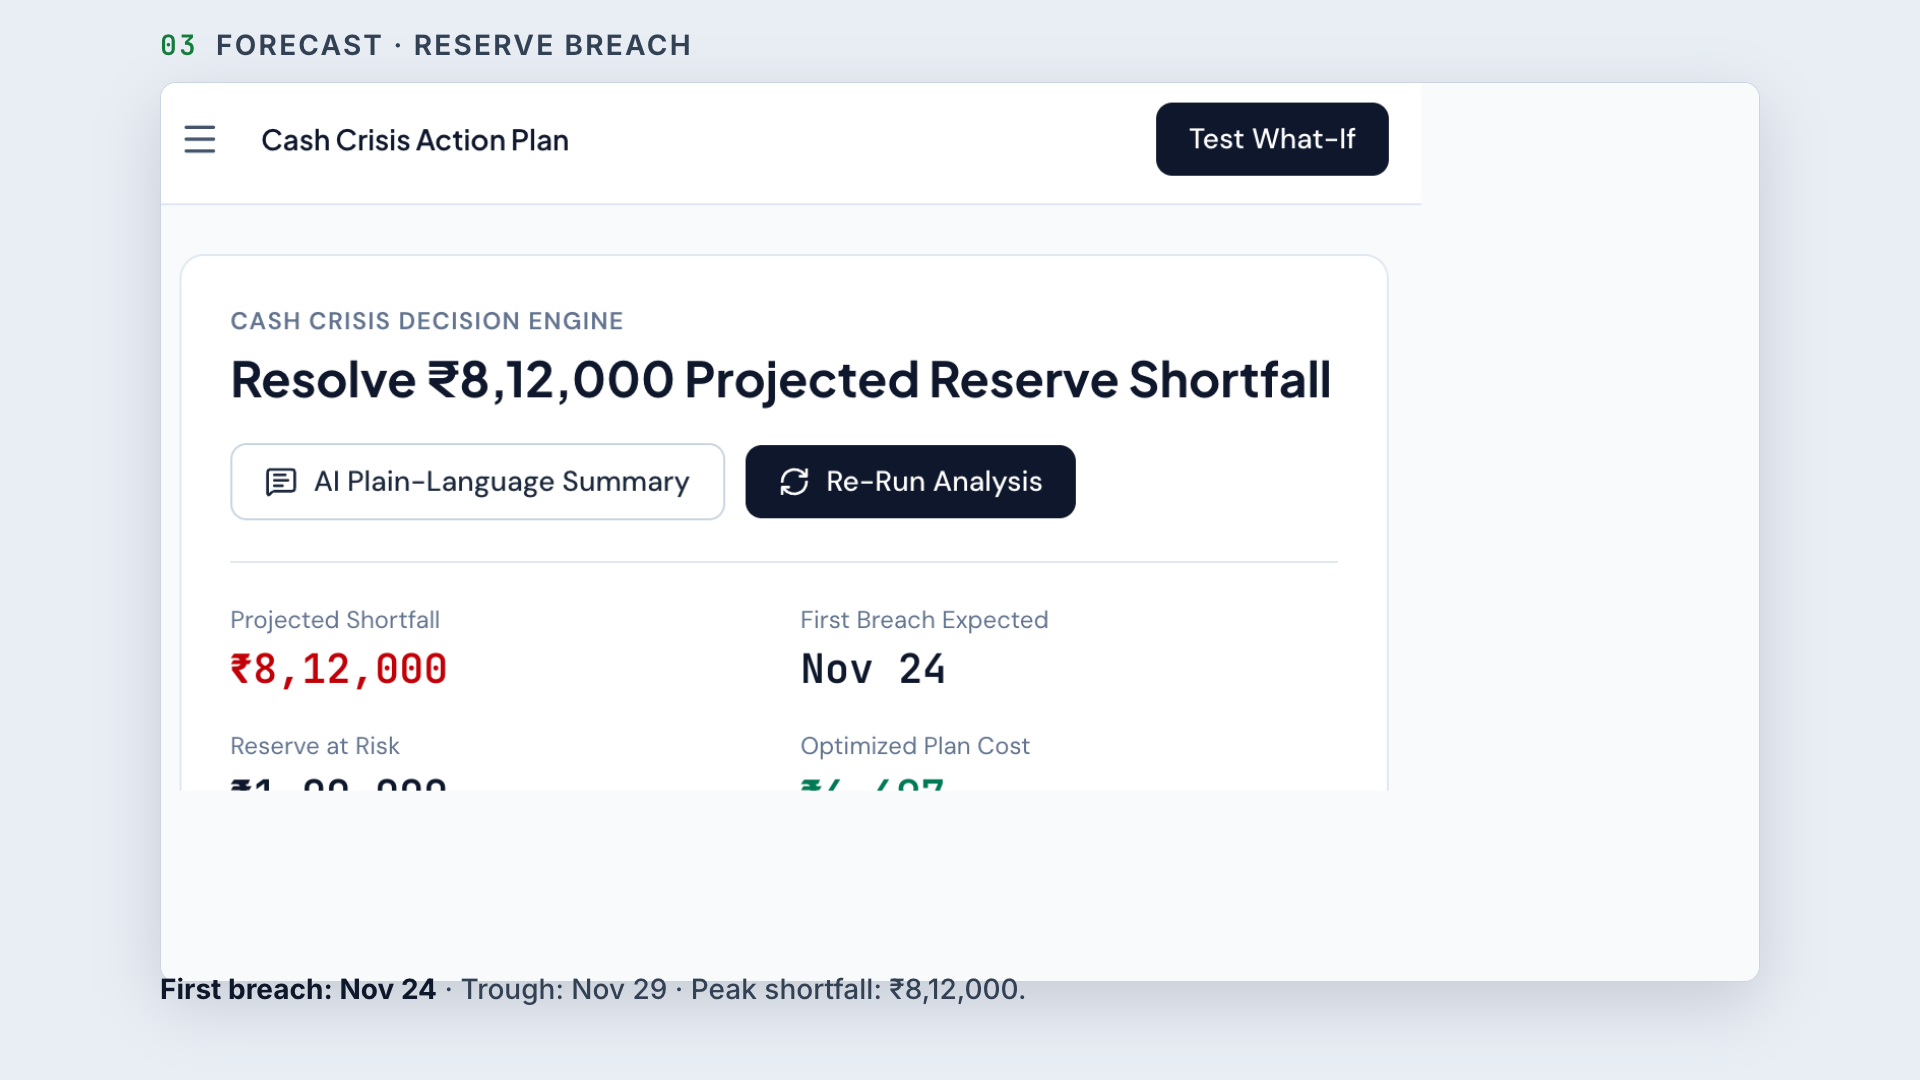 03 FORECAST · RESERVE BREACH
Cash Crisis Action Plan
Test What-If
CASH CRISIS DECISION ENGINE
Resolve ₹8,12,000 Projected Reserve Shortfall
AI Plain-Language Summary
Re-Run Analysis
Projected Shortfall
First Breach Expected
₹8,12,000
Nov 24
Reserve at Risk
Optimized Plan Cost
First breach: Nov 24 · Trough: Nov 29 · Peak shortfall: ₹8,12,000.